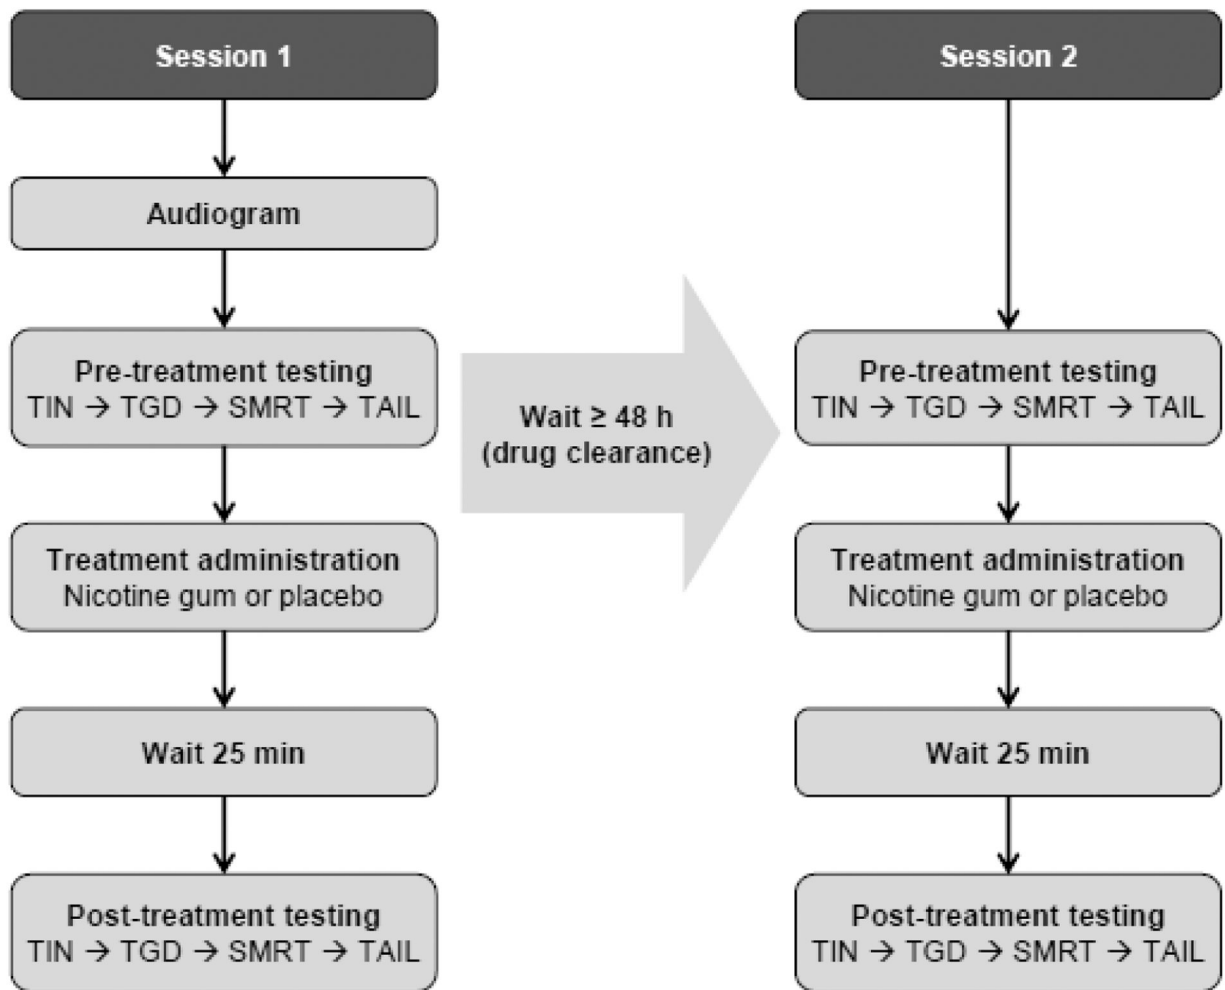 Session 1
Audiogram
Pre-treatment testing
TIN → TGD → SMRT → TAIL
Treatment administration
Nicotine gum or placebo
Wait 25 min
Post-treatment testing
TIN → TGD → SMRT → TAIL
Wait ≥ 48 h
(drug clearance)
Session 2
Pre-treatment testing
TIN → TGD → SMRT → TAIL
Treatment administration
Nicotine gum or placebo
Wait 25 min
Post-treatment testing
TIN → TGD → SMRT → TAIL